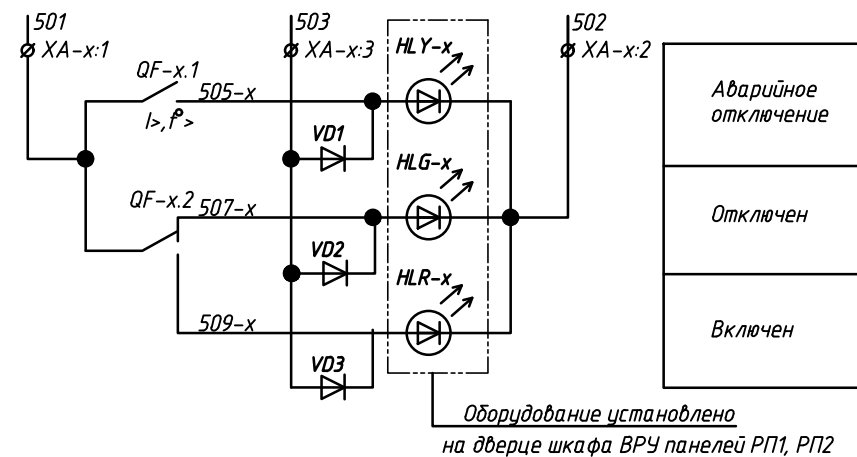 501
XA-x:1
503
XA-x:3
HLY-x
502
XA-x:2
QF-x.1
505-x
I>, t° >
VD1
HLG-x
QF-x.2
507-x
VD2
HLR-x
509-x
VD3
Аварийное
отключение
Отключен
Включен
Оборудование установлено
на дверце шкафа ВРУ панелей РП1, РП2